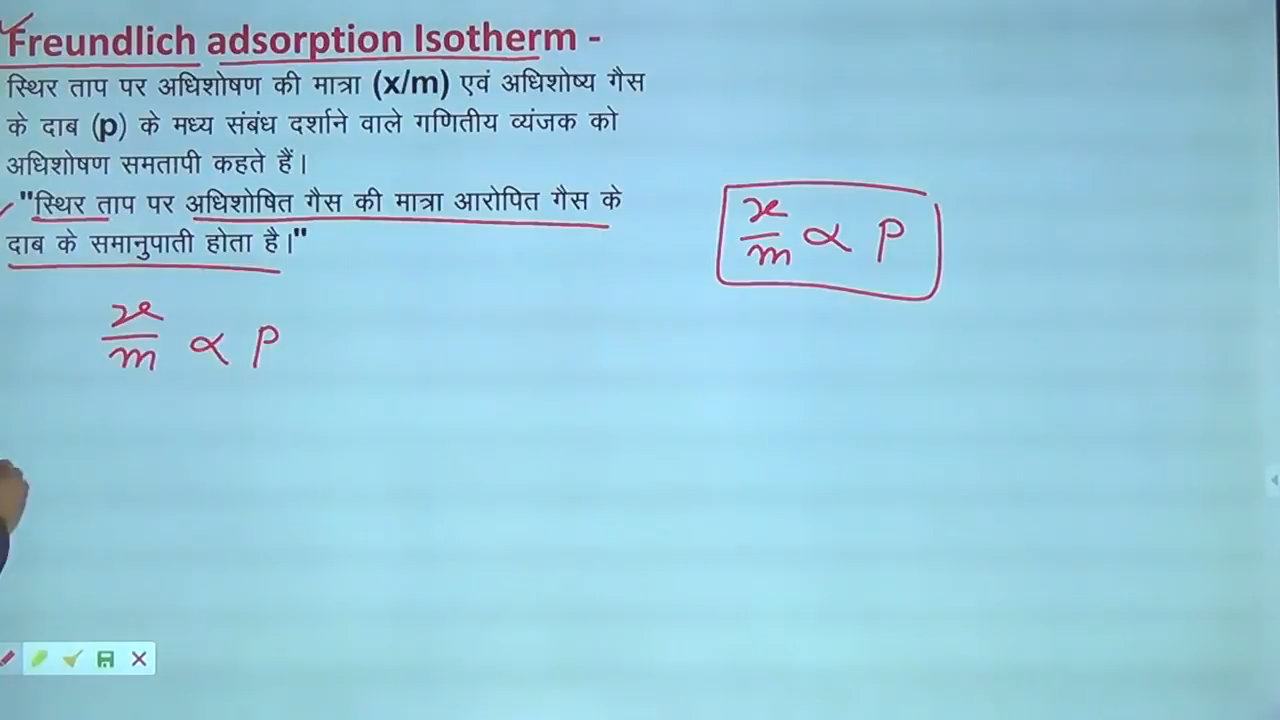 Freundlich adsorption Isotherm -
स्थिर ताप पर अधिशोषण की मात्रा (x/m) एवं अधिशोष्य गैस
के दाब (p) के मध्य संबंध दर्शाने वाले गणितीय व्यंजक को
अधिशोषण समतापी कहते हैं।
"स्थिर ताप पर अधिशोषित गैस की मात्रा आरोपित गैस के
दाब के समानुपाती होता है।"
x/m ∝ p
x/m ∝ p